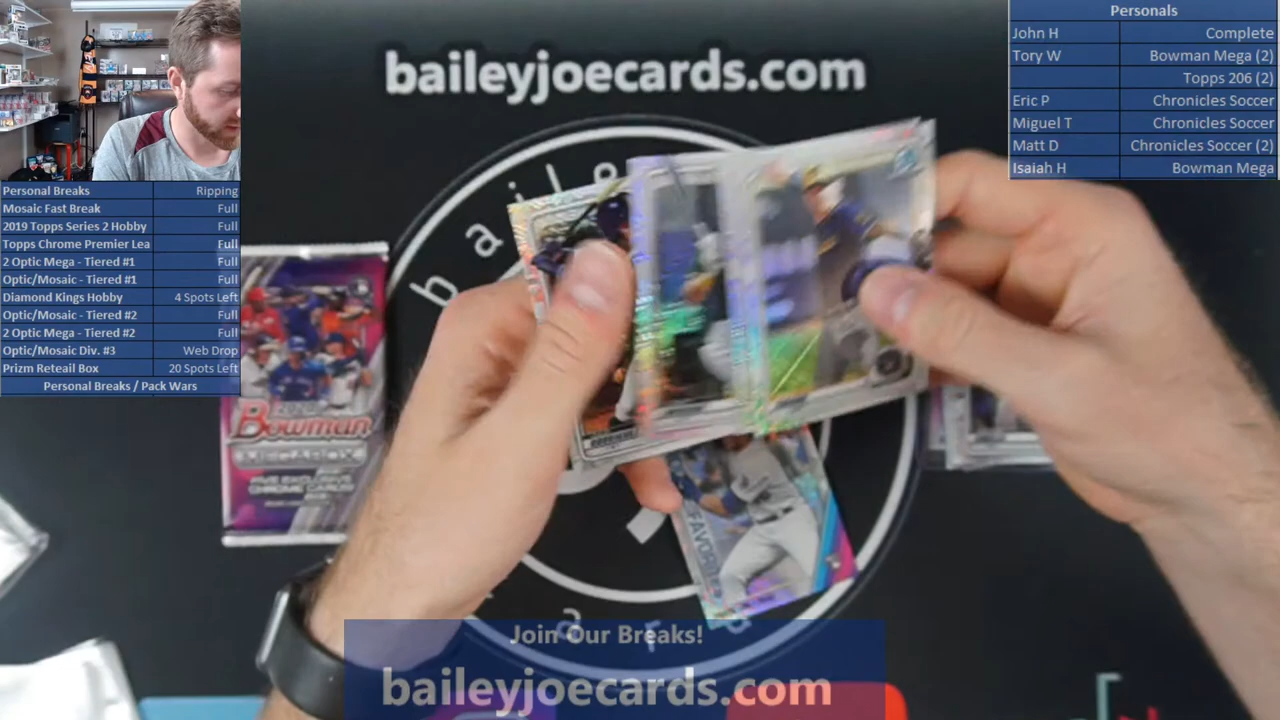 baileyjoecards.com
Personals
John H Complete
Tory W Bowman Mega (2)
Topps 206 (2)
Eric P Chronicles Soccer
Miguel T Chronicles Soccer
Matt D Chronicles Soccer (2)
Isaiah H Bowman Mega
Personal Breaks Ripping
Mosaic Fast Break Full
2019 Topps Series 2 Hobby Full
Topps Chrome Premier Lea Full
2 Optic Mega - Tiered #1 Full
Optic/Mosaic - Tiered #1 Full
Diamond Kings Hobby 4 Spots Left
Optic/Mosaic - Tiered #2 Full
2 Optic Mega - Tiered #2 Full
Optic/Mosaic Div. #3 Web Drop
Prizm Reteail Box 20 Spots Left
Personal Breaks / Pack Wars
baile
Bowman
MEGA BOX
Join Our Breaks!
baileyjoecards.com